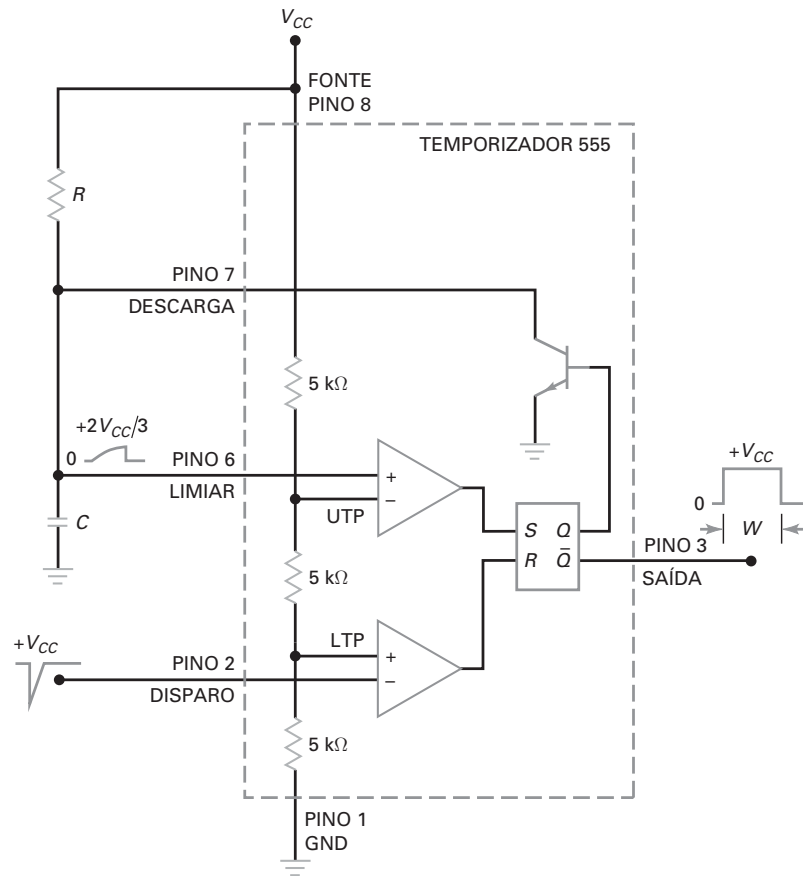 V_CC
FONTE
PINO 8
TEMPORIZADOR 555
R
PINO 7
DESCARGA
5 kΩ
+2V_CC/3
0
PINO 6
LIMIAR
+
−
UTP
C
+V_CC
0
W
S Q
R Q̄
PINO 3
SAÍDA
5 kΩ
LTP
+V_CC
PINO 2
DISPARO
+
−
5 kΩ
PINO 1
GND